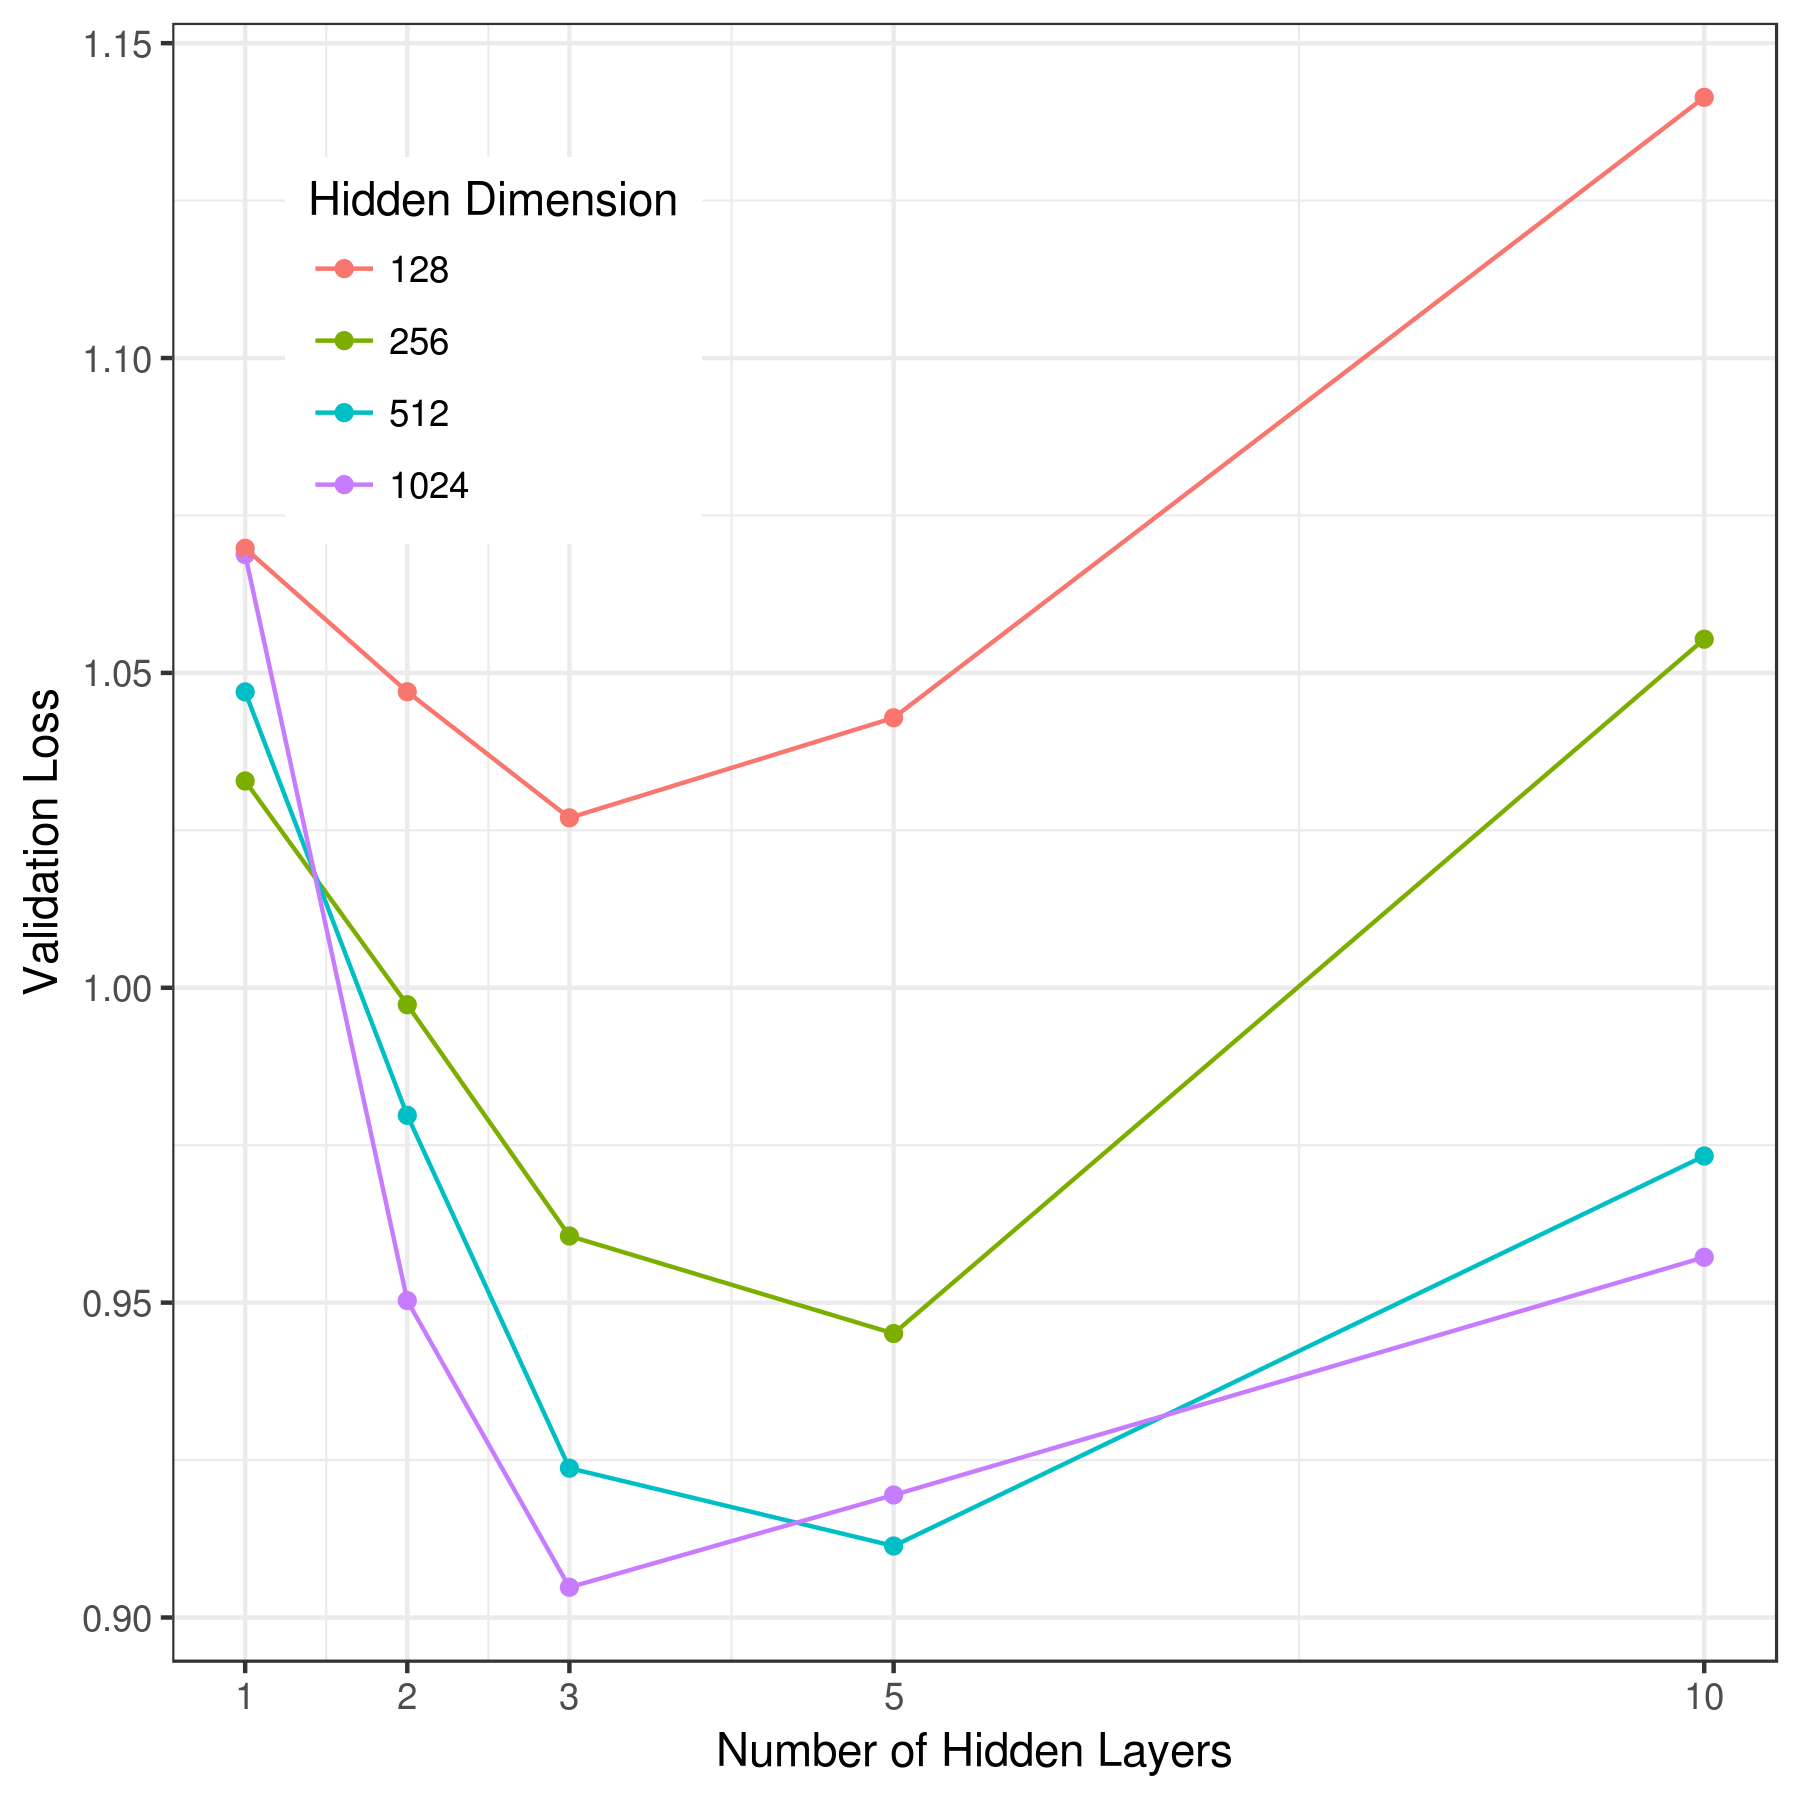 1.15
1.10
1.05
1.00
0.95
0.90
Validation Loss
Hidden Dimension
128
256
512
1024
1 2 3 5 10
Number of Hidden Layers